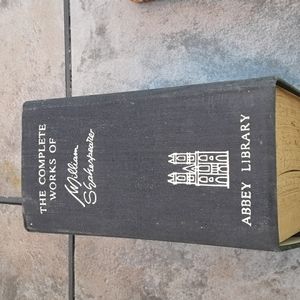 THE COMPLETE
WORKS OF
William
Shakespeare
ABBEY LIBRARY